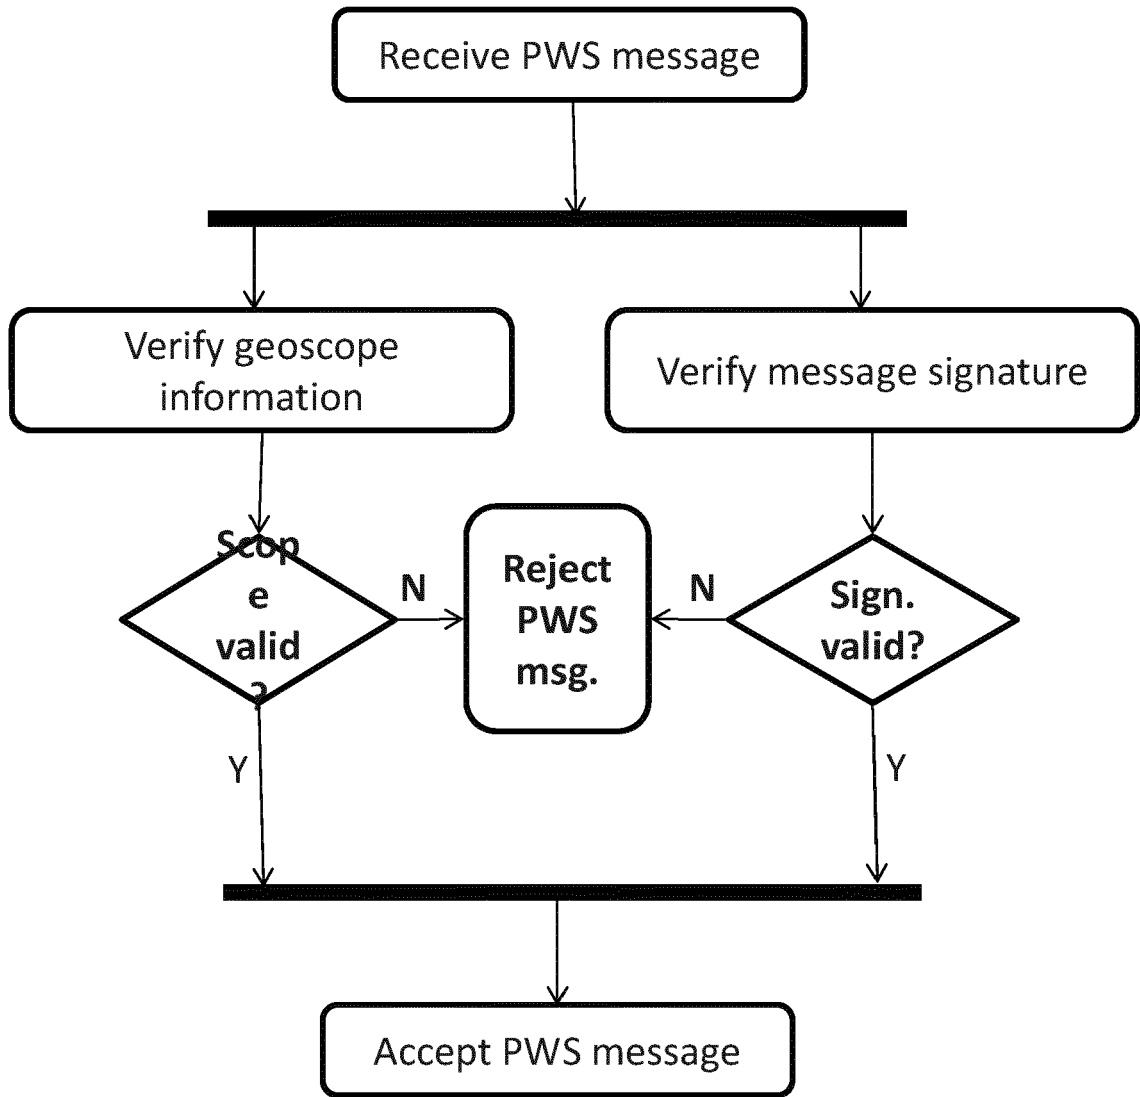 Receive PWS message
Verify geoscope
information
Verify message signature
Scop
e
valid
?
N
Reject
PWS
msg.
N
Sign.
valid?
Y
Y
Accept PWS message